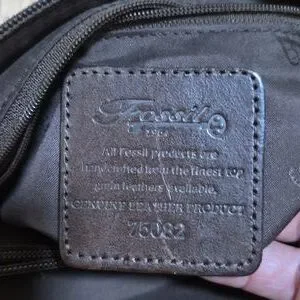 Fossil
1954
All Fossil products are
handcrafted from the finest top
grain leathers available.
GENUINE LEATHER PRODUCT
75082